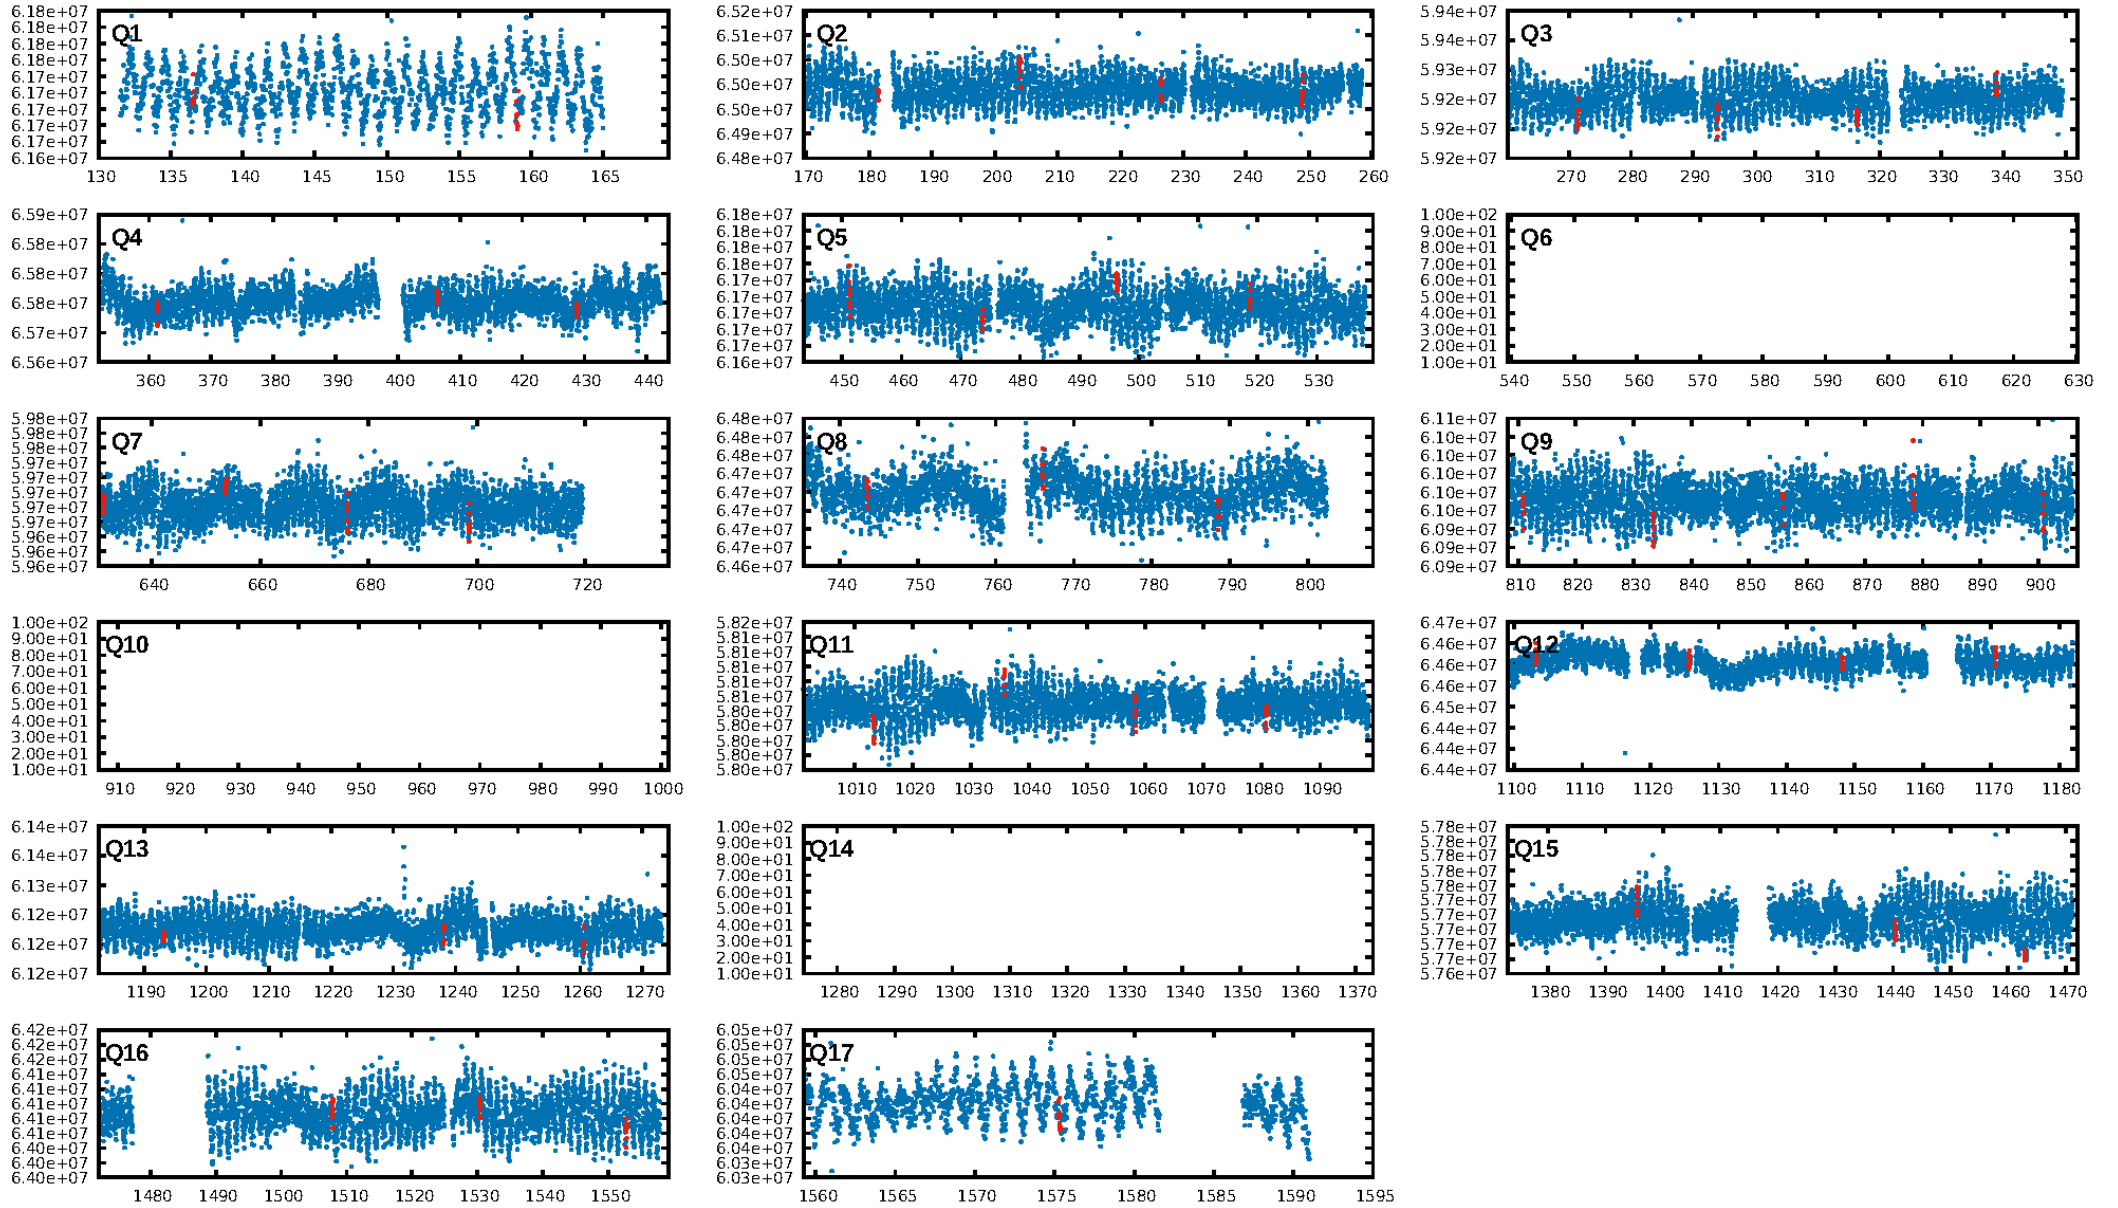 6.18e+07
6.18e+07
6.18e+07
6.18e+07
6.17e+07
6.17e+07
6.17e+07
6.17e+07
6.17e+07
6.16e+07
Q1
130 135 140 145 150 155 160 165
6.52e+07
6.51e+07
6.50e+07
6.50e+07
6.50e+07
6.49e+07
6.48e+07
Q2
170 180 190 200 210 220 230 240 250 260
5.94e+07
5.94e+07
5.93e+07
5.92e+07
5.92e+07
5.92e+07
Q3
270 280 290 300 310 320 330 340 350
6.59e+07
6.58e+07
6.58e+07
6.58e+07
6.57e+07
6.56e+07
Q4
360 370 380 390 400 410 420 430 440
6.18e+07
6.18e+07
6.18e+07
6.18e+07
6.17e+07
6.17e+07
6.17e+07
6.17e+07
6.16e+07
Q5
450 460 470 480 490 500 510 520 530
1.00e+02
9.00e+01
8.00e+01
7.00e+01
6.00e+01
5.00e+01
4.00e+01
3.00e+01
2.00e+01
1.00e+01
Q6
540 550 560 570 580 590 600 610 620 630
5.98e+07
5.98e+07
5.98e+07
5.97e+07
5.97e+07
5.97e+07
5.97e+07
5.97e+07
5.96e+07
5.96e+07
Q7
640 660 680 700 720
6.48e+07
6.48e+07
6.48e+07
6.47e+07
6.47e+07
6.47e+07
6.47e+07
6.47e+07
6.46e+07
Q8
740 750 760 770 780 790 800
6.11e+07
6.10e+07
6.10e+07
6.10e+07
6.10e+07
6.10e+07
6.09e+07
6.09e+07
6.09e+07
Q9
810 820 830 840 850 860 870 880 890 900
1.00e+02
9.00e+01
8.00e+01
7.00e+01
6.00e+01
5.00e+01
4.00e+01
3.00e+01
2.00e+01
1.00e+01
Q10
910 920 930 940 950 960 970 980 990 1000
5.82e+07
5.81e+07
5.81e+07
5.81e+07
5.81e+07
5.81e+07
5.80e+07
5.80e+07
5.80e+07
5.80e+07
5.80e+07
Q11
1010 1020 1030 1040 1050 1060 1070 1080 1090
6.47e+07
6.46e+07
6.46e+07
6.46e+07
6.45e+07
6.44e+07
6.44e+07
6.44e+07
Q12
1100 1110 1120 1130 1140 1150 1160 1170 1180
6.14e+07
6.14e+07
6.13e+07
6.12e+07
6.12e+07
6.12e+07
Q13
1190 1200 1210 1220 1230 1240 1250 1260 1270
1.00e+02
9.00e+01
8.00e+01
7.00e+01
6.00e+01
5.00e+01
4.00e+01
3.00e+01
2.00e+01
1.00e+01
Q14
1280 1290 1300 1310 1320 1330 1340 1350 1360 1370
5.78e+07
5.78e+07
5.78e+07
5.78e+07
5.78e+07
5.77e+07
5.77e+07
5.77e+07
5.77e+07
5.77e+07
5.76e+07
Q15
1380 1390 1400 1410 1420 1430 1440 1450 1460 1470
6.42e+07
6.42e+07
6.42e+07
6.41e+07
6.41e+07
6.41e+07
6.41e+07
6.41e+07
6.40e+07
6.40e+07
6.40e+07
Q16
1480 1490 1500 1510 1520 1530 1540 1550
6.05e+07
6.05e+07
6.05e+07
6.04e+07
6.04e+07
6.04e+07
6.04e+07
6.04e+07
6.04e+07
6.03e+07
6.03e+07
Q17
1560 1565 1570 1575 1580 1585 1590 1595